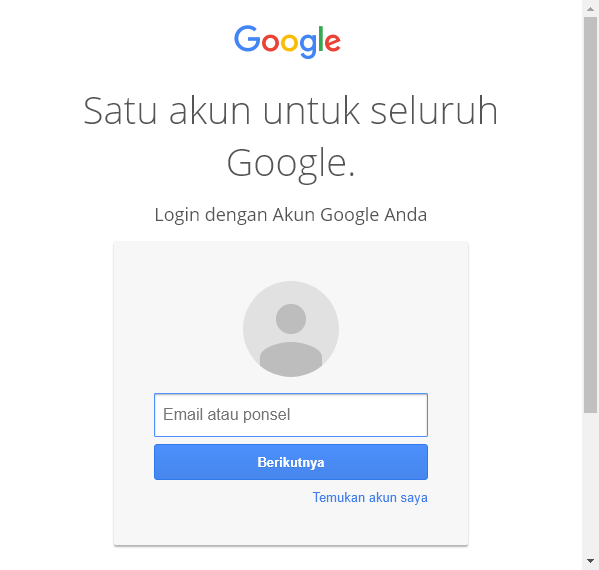 Google
Satu akun untuk seluruh
Google.
Login dengan Akun Google Anda
Email atau ponsel
Berikutnya
Temukan akun saya